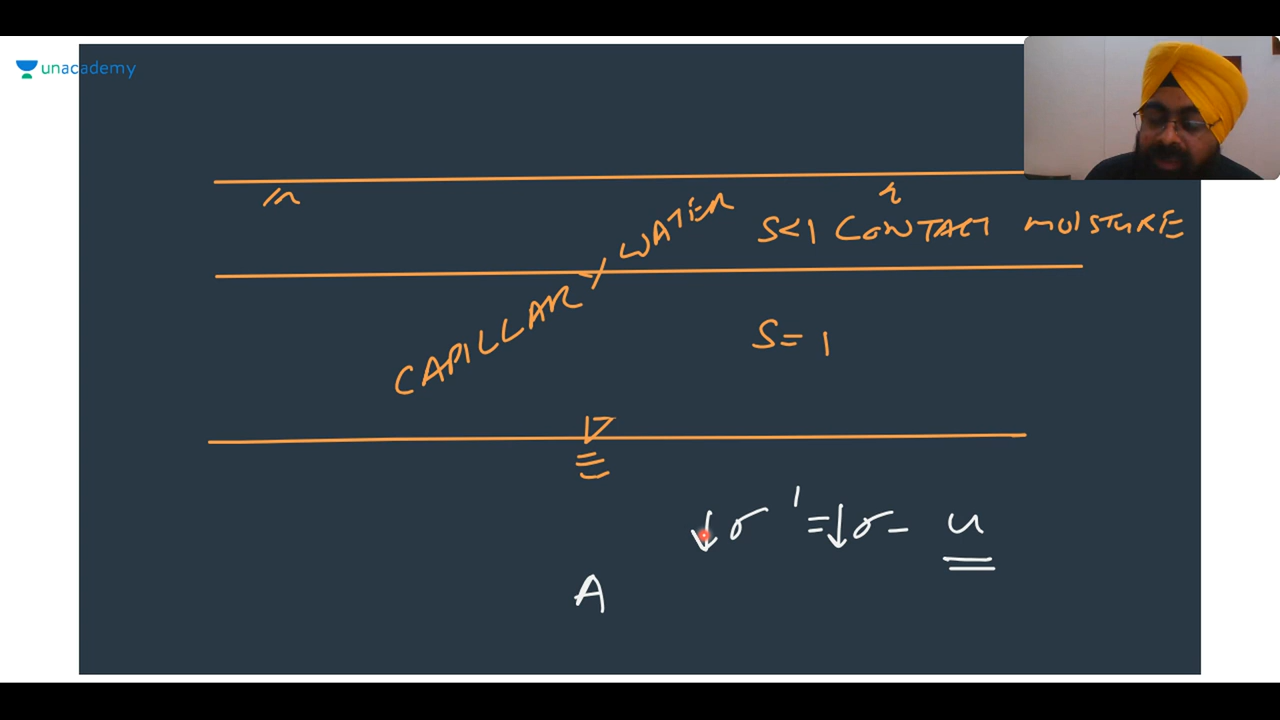 unacademy
CAPILLARY WATER
S<1 CONTACT MOISTURE
S=1
↓σ' =↓σ- u
A